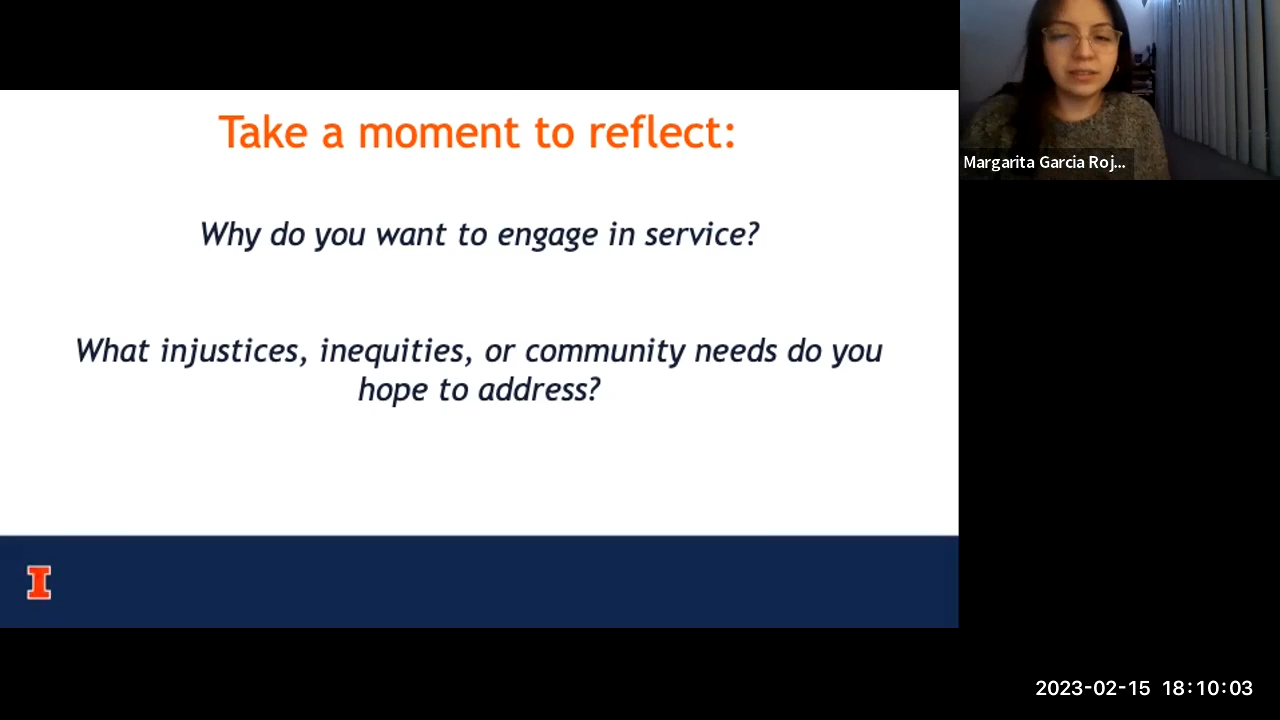 Take a moment to reflect:
Why do you want to engage in service?
What injustices, inequities, or community needs do you
hope to address?
I
Margarita Garcia Roj...
2023-02-15 18:10:03